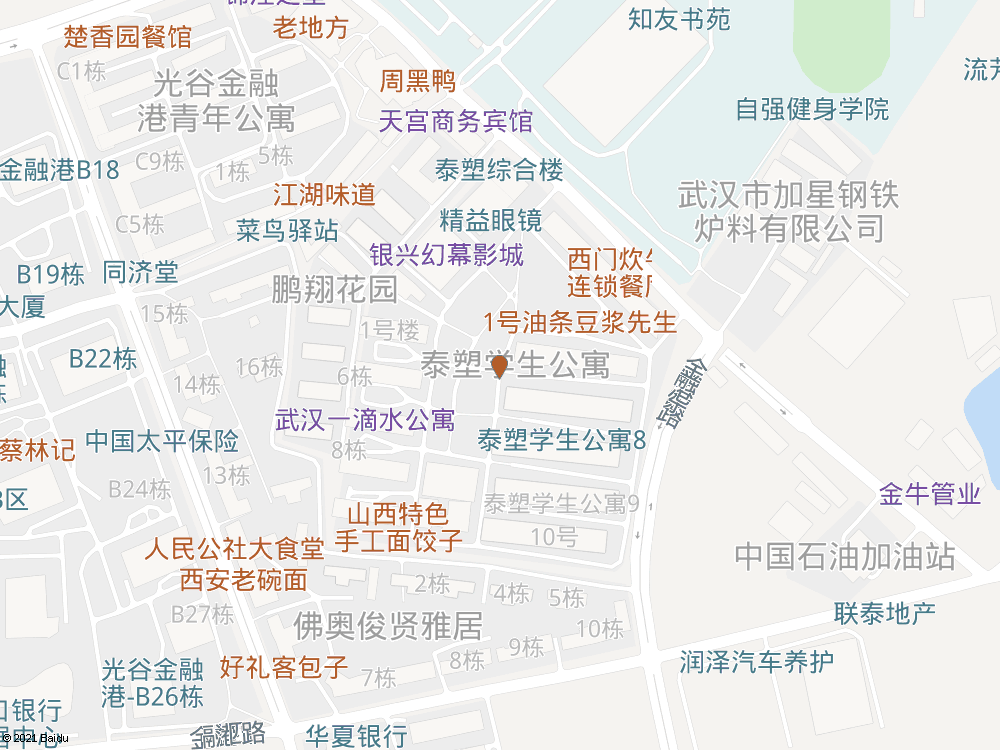 知友书苑
老地方
楚香园餐馆
C1栋
光谷金融
港青年公寓
周黑鸭
流芳
自强健身学院
天宫商务宾馆
C9栋
1栋
5栋
金融港B18
泰塑综合楼
江湖味道
武汉市加星钢铁
炉料有限公司
C5栋
菜鸟驿站
精益眼镜
银兴幻幕影城
西门炊
连锁餐
B19栋
同济堂
鹏翔花园
大厦
15栋
1号楼
1号油条豆浆先生
B22栋
16栋
泰塑学生公寓
6栋
14栋
金融港路
武汉一滴水公寓
中国太平保险
8栋
泰塑学生公寓8
蔡林记
13栋
B24栋
区
泰塑学生公寓9
金牛管业
山西特色
手工面饺子
10号
人民公社大食堂
西安老碗面
中国石油加油站
2栋
4栋
5栋
B27栋
佛奥俊贤雅居
联泰地产
10栋
9栋
8栋
光谷金融
港-B26栋
好礼客包子
7栋
润泽汽车养护
银行
中心
华夏银行
© 2021 Baidu